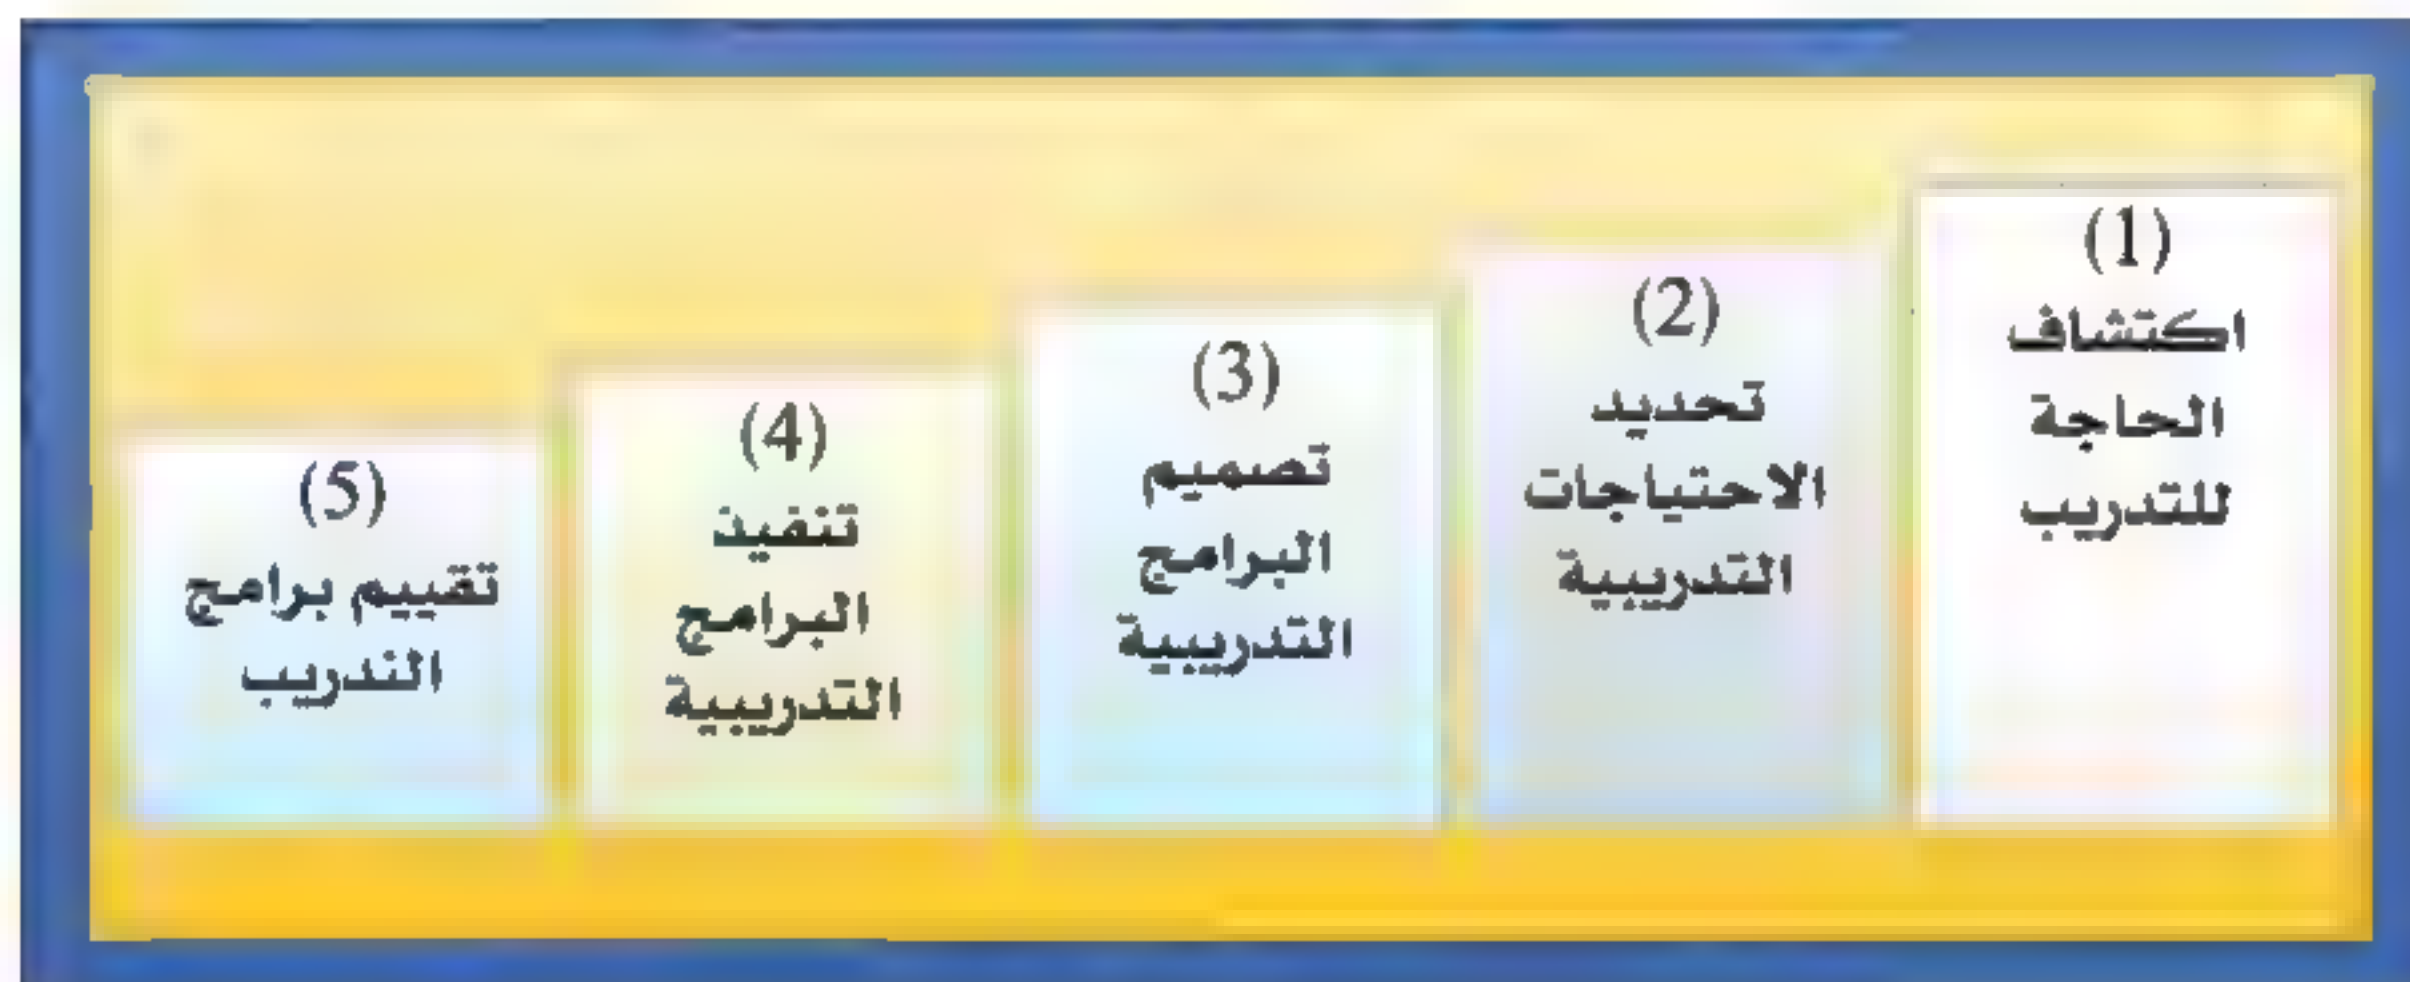 (1)
اكتشاف
الحاجة
للتدريب
(2)
تحديد
الاحتياجات
التدريبية
(3)
تصميم
البرامج
التدريبية
(4)
تنفيذ
البرامج
التدريبية
(5)
تقييم برامج
التدريب